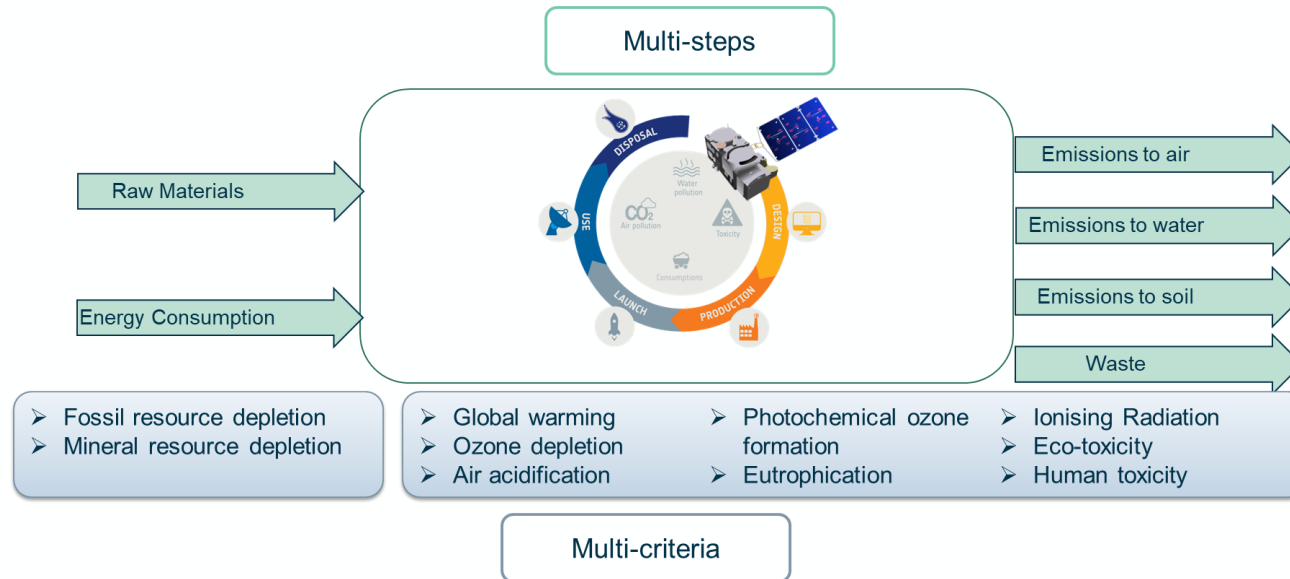 Multi-steps
Raw Materials
Energy Consumption
DISPOSAL
USE
LAUNCH
PRODUCTION
DESIGN
Water
pollution
CO2
Air pollution
Toxicity
Consumptions
Emissions to air
Emissions to water
Emissions to soil
Waste
➢ Fossil resource depletion
➢ Mineral resource depletion
➢ Global warming
➢ Ozone depletion
➢ Air acidification
➢ Photochemical ozone
formation
➢ Eutrophication
➢ Ionising Radiation
➢ Eco-toxicity
➢ Human toxicity
Multi-criteria